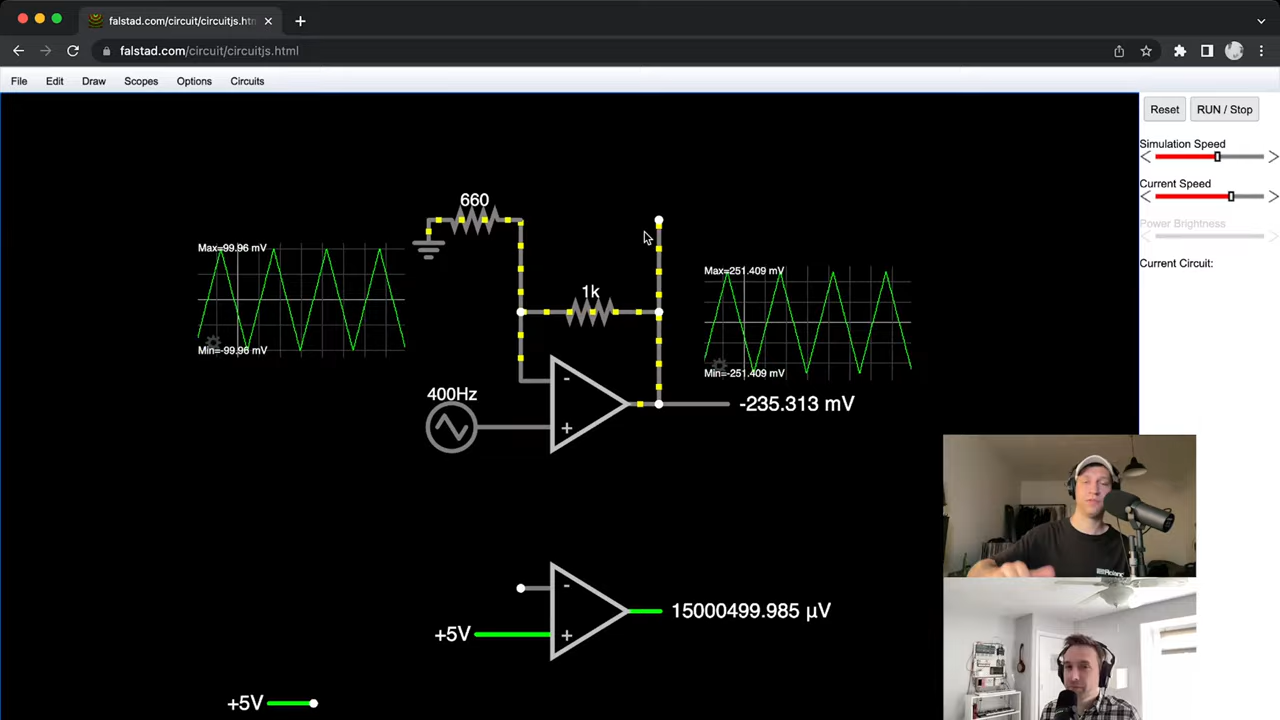 falstad.com/circuit/circuitjs.htm
falstad.com/circuit/circuitjs.html
File Edit Draw Scopes Options Circuits
Reset RUN / Stop
Simulation Speed
Current Speed
Power Brightness
Current Circuit:
660
Max=99.96 mV
Min=-99.96 mV
1k
Max=251.409 mV
Min=-251.409 mV
400Hz
-
+
-235.313 mV
-
+5V
+
15000499.985 μV
+5V
Roland